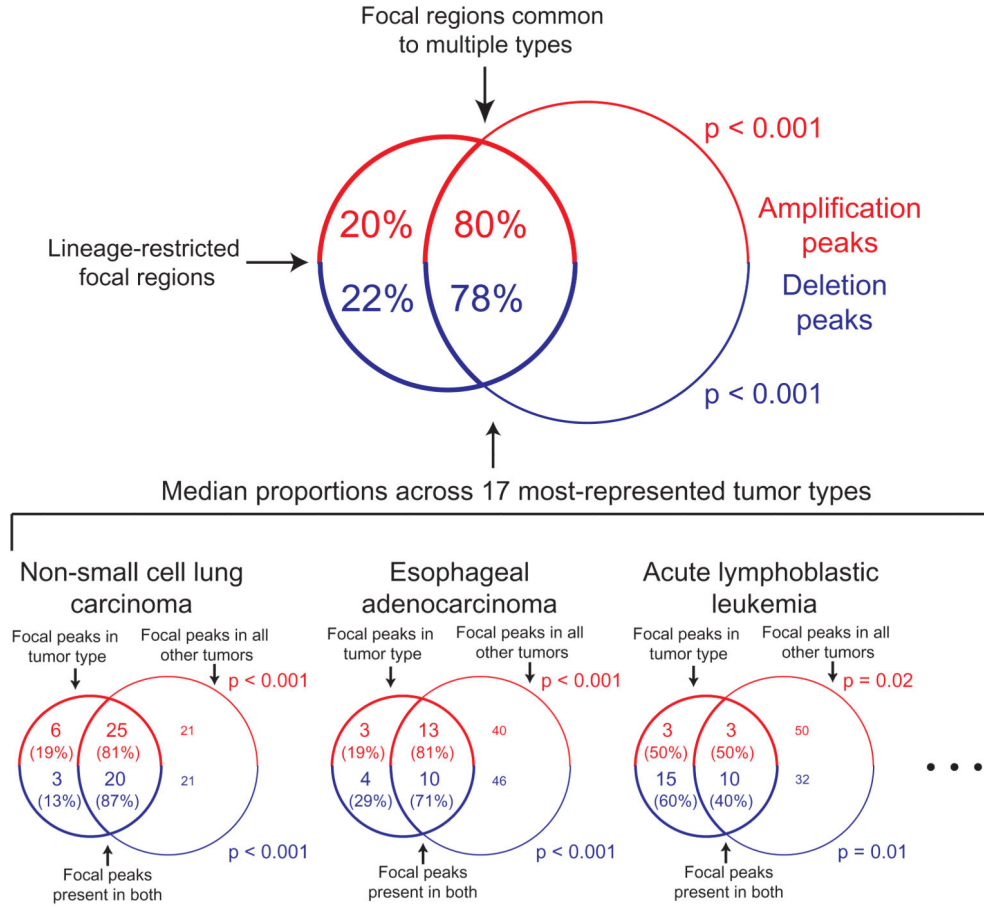 Focal regions common
to multiple types
p < 0.001
Amplification
peaks
20%
80%
Lineage-restricted
focal regions
22%
78%
Deletion
peaks
p < 0.001
Median proportions across 17 most-represented tumor types
Non-small cell lung
carcinoma
Focal peaks in
tumor type
Focal peaks in all
other tumors
p < 0.001
6
(19%)
25
(81%)
21
3
(13%)
20
(87%)
21
p < 0.001
Focal peaks
present in both
Esophageal
adenocarcinoma
Focal peaks in
tumor type
Focal peaks in all
other tumors
p < 0.001
3
(19%)
13
(81%)
40
4
(29%)
10
(71%)
46
p < 0.001
Focal peaks
present in both
Acute lymphoblastic
leukemia
Focal peaks in
tumor type
Focal peaks in all
other tumors
p = 0.02
3
(50%)
3
(50%)
50
15
(60%)
10
(40%)
32
p = 0.01
Focal peaks
present in both
• • •